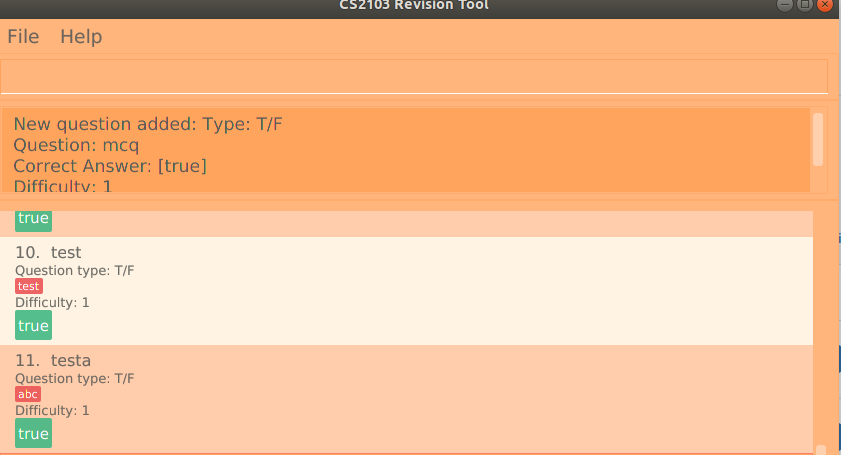 CS2103 Revision Tool
File Help
New question added: Type: T/F
Question: mcq
Correct Answer: [true]
Difficulty: 1
true
10. test
Question type: T/F
test
Difficulty: 1
true
11. testa
Question type: T/F
abc
Difficulty: 1
true